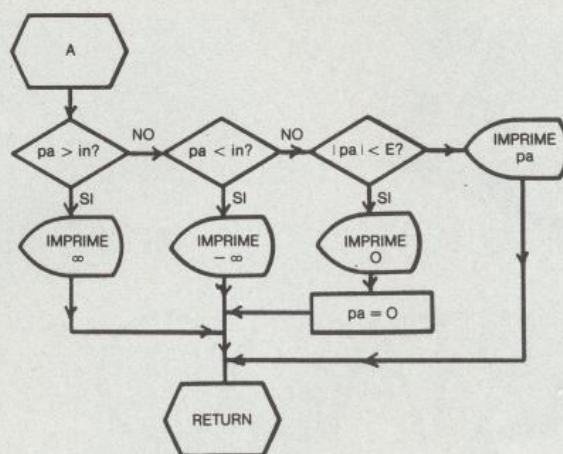 A
pa > in?
NO
pa < in?
NO
| pa | < E?
IMPRIME
pa
SI
SI
SI
IMPRIME
∞
IMPRIME
– ∞
IMPRIME
O
pa = O
RETURN